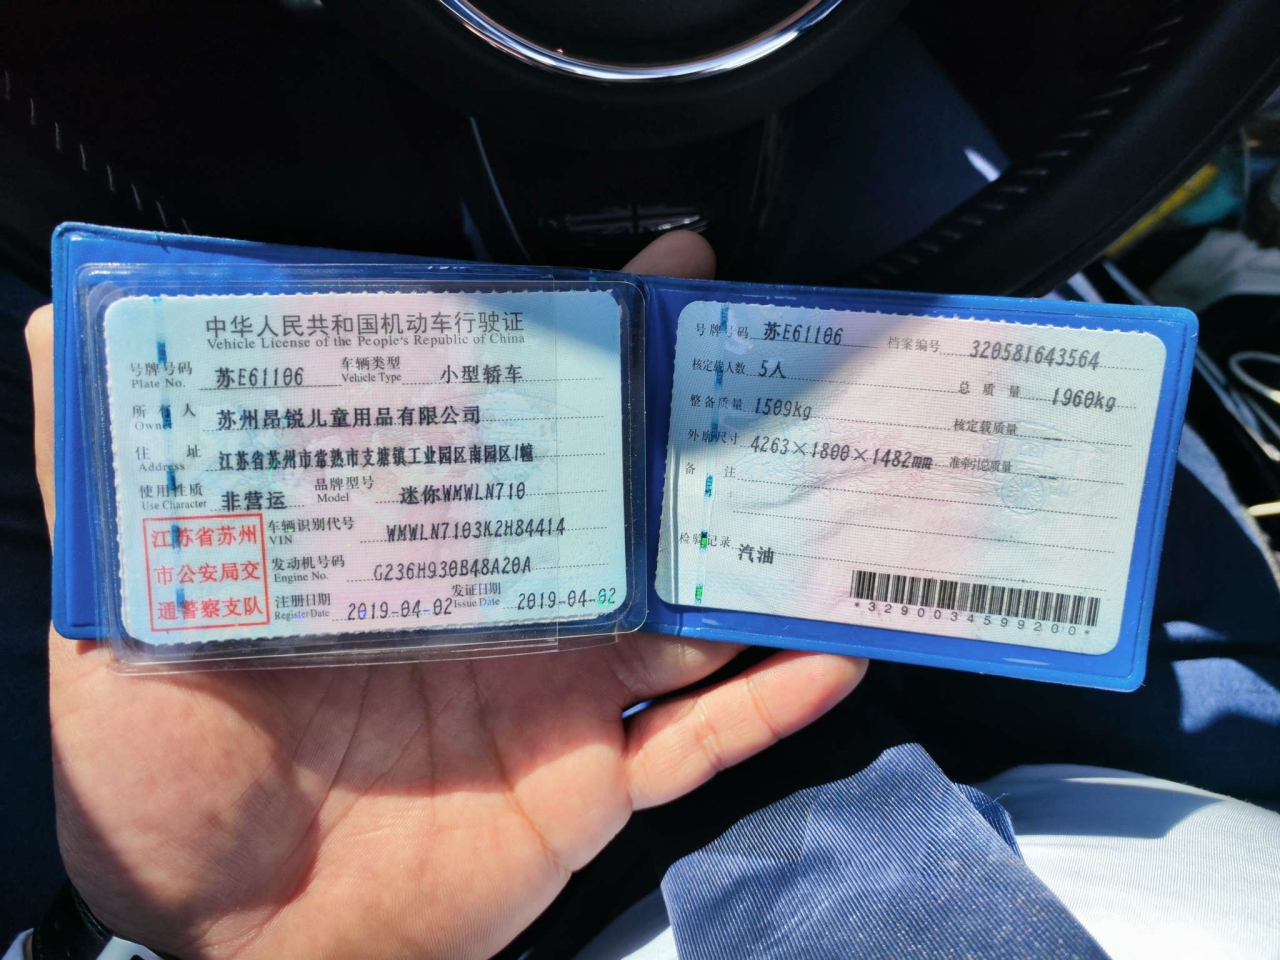 中华人民共和国机动车行驶证
Vehicle License of the People's Republic of China
号牌号码 苏E61106 车辆类型 小型轿车
Plate No. Vehicle Type
所有人 苏州昂锐儿童用品有限公司
Owner
住址 江苏省苏州市常熟市支塘镇工业园区南园区1幢
Address
使用性质 非营运 品牌型号 迷你WMWLN710
Use Character Model
江苏省苏州
市公安局交
通警察支队
车辆识别代号 WMWLN7103K2H84414
VIN
发动机号码 G236H930B48A20A
Engine No.
注册日期 2019-04-02 发证日期 2019-04-02
Register Date Issue Date
号牌号码 苏E61106 档案编号 320581643564
核定载人数 5人 总质量 1960kg
整备质量 1509kg 核定载质量 --
外廓尺寸 4263×1800×1482mm 准牵引总质量 --
备注
检验记录 汽油
*3290034599200*